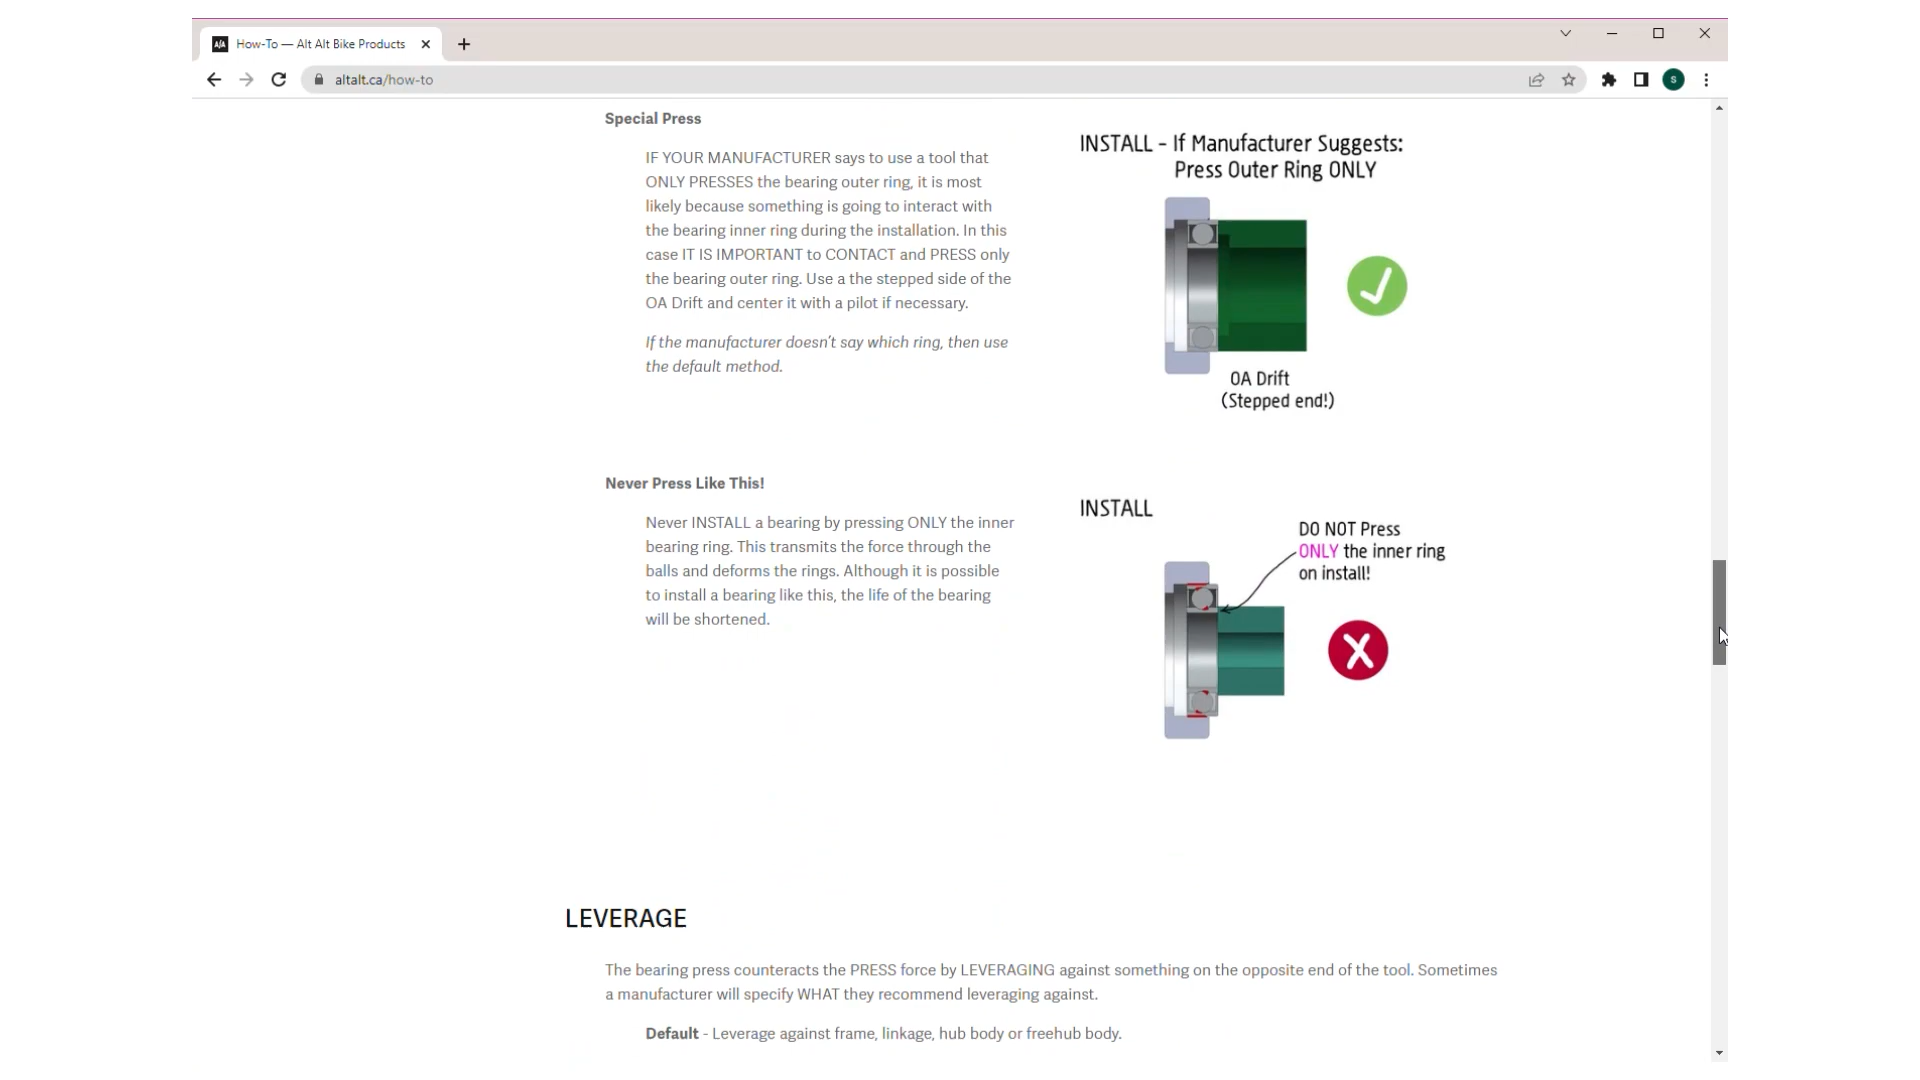 How-To — Alt Alt Bike Products
altalt.ca/how-to
S
Special Press
IF YOUR MANUFACTURER says to use a tool that
ONLY PRESSES the bearing outer ring, it is most
likely because something is going to interact with
the bearing inner ring during the installation. In this
case IT IS IMPORTANT to CONTACT and PRESS only
the bearing outer ring. Use a the stepped side of the
OA Drift and center it with a pilot if necessary.
If the manufacturer doesn’t say which ring, then use
the default method.
INSTALL - If Manufacturer Suggests:
Press Outer Ring ONLY
OA Drift
(Stepped end!)
Never Press Like This!
Never INSTALL a bearing by pressing ONLY the inner
bearing ring. This transmits the force through the
balls and deforms the rings. Although it is possible
to install a bearing like this, the life of the bearing
will be shortened.
INSTALL
DO NOT Press
ONLY the inner ring
on install!
X
LEVERAGE
The bearing press counteracts the PRESS force by LEVERAGING against something on the opposite end of the tool. Sometimes
a manufacturer will specify WHAT they recommend leveraging against.
Default - Leverage against frame, linkage, hub body or freehub body.